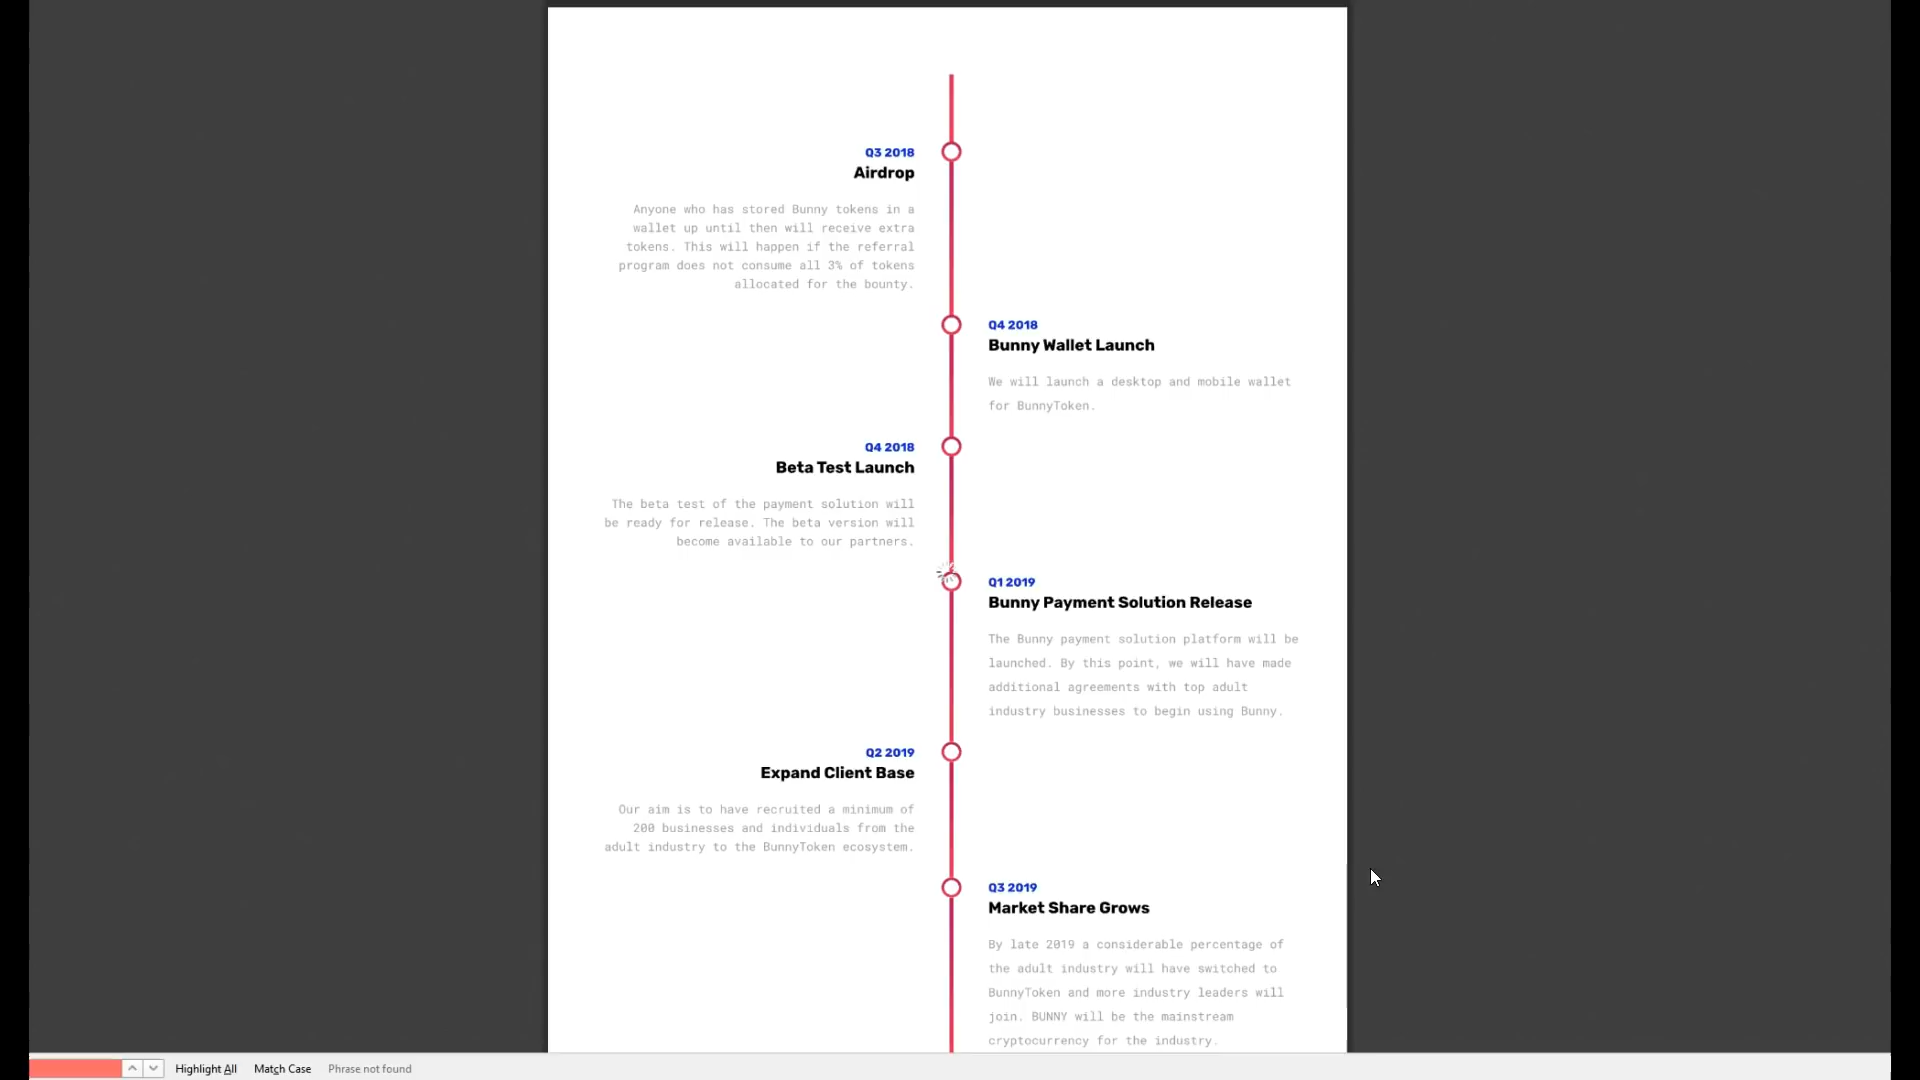 Q3 2018
Airdrop
Anyone who has stored Bunny tokens in a
wallet up until then will receive extra
tokens. This will happen if the referral
program does not consume all 3% of tokens
allocated for the bounty.
Q4 2018
Bunny Wallet Launch
We will launch a desktop and mobile wallet
for BunnyToken.
Q4 2018
Beta Test Launch
The beta test of the payment solution will
be ready for release. The beta version will
become available to our partners.
Q1 2019
Bunny Payment Solution Release
The Bunny payment solution platform will be
launched. By this point, we will have made
additional agreements with top adult
industry businesses to begin using Bunny.
Q2 2019
Expand Client Base
Our aim is to have recruited a minimum of
200 businesses and individuals from the
adult industry to the BunnyToken ecosystem.
Q3 2019
Market Share Grows
By late 2019 a considerable percentage of
the adult industry will have switched to
BunnyToken and more industry leaders will
join. BUNNY will be the mainstream
cryptocurrency for the industry.
Highlight All Match Case Phrase not found